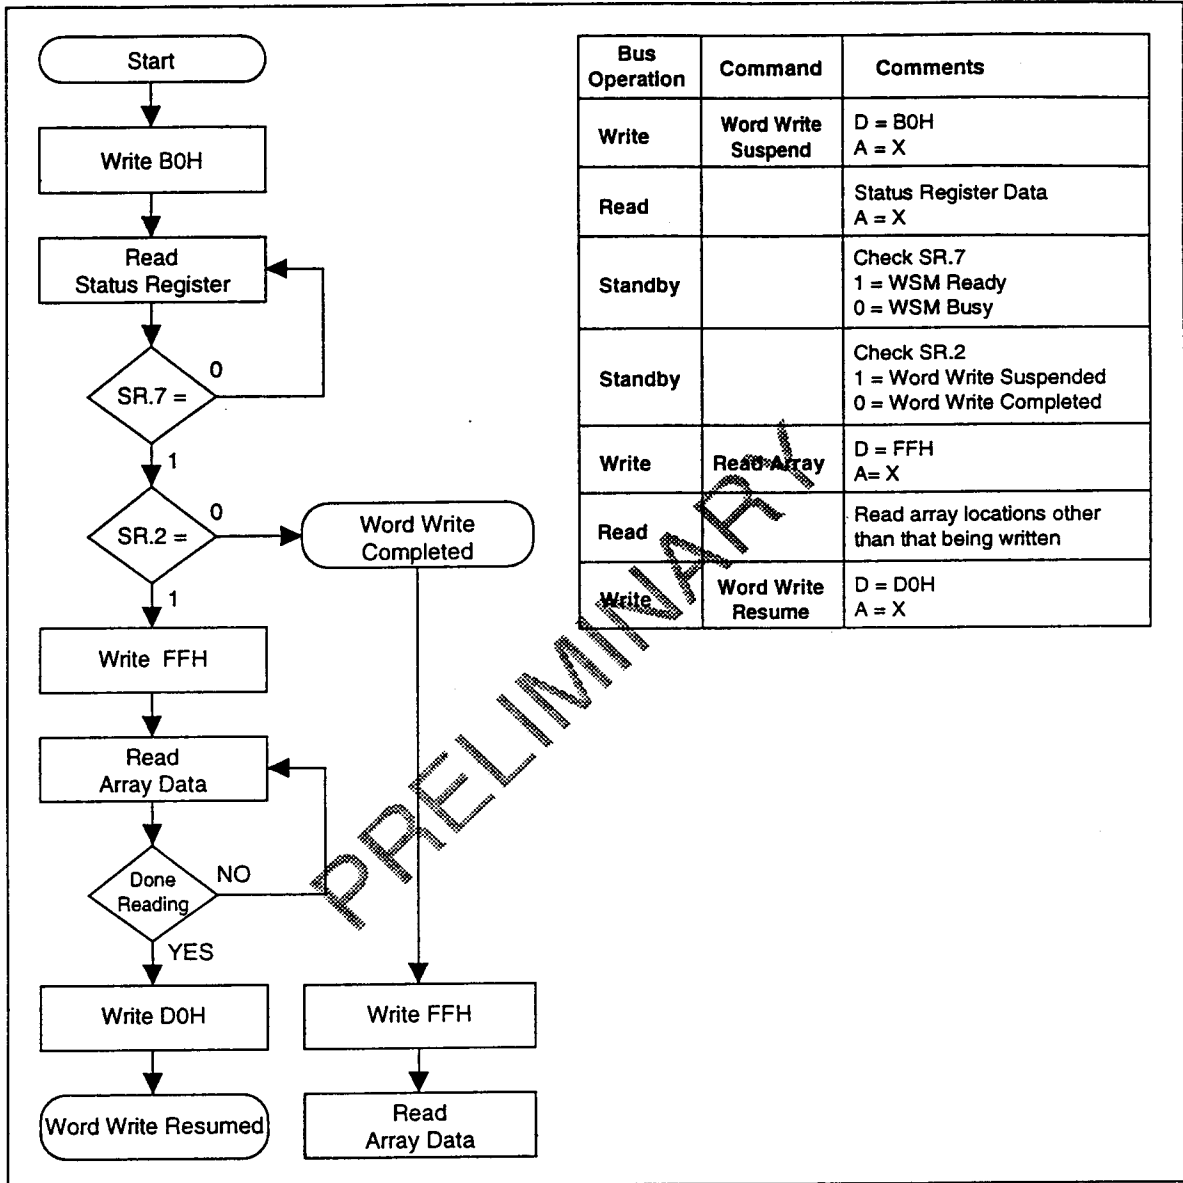 Start
Write B0H
Read
Status Register
SR.7 =
0
1
SR.2 =
0
1
Word Write
Completed
Write FFH
Read
Array Data
Done
Reading
NO
YES
Write D0H
Word Write Resumed
Write FFH
Read
Array Data
Bus
Operation
Command
Comments
Write
Word Write
Suspend
D = B0H
A = X
Read
Status Register Data
A = X
Standby
Check SR.7
1 = WSM Ready
0 = WSM Busy
Standby
Check SR.2
1 = Word Write Suspended
0 = Word Write Completed
Write
Read Array
D = FFH
A= X
Read
Read array locations other
than that being written
Write
Word Write
Resume
D = D0H
A = X
PRELIMINARY